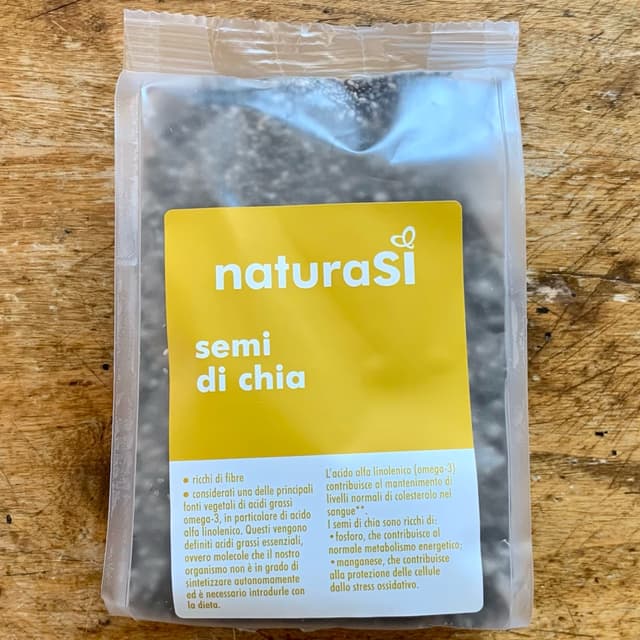 naturaSì
semi
di chia
• ricchi di fibre
• considerati una delle principali
fonti vegetali di acidi grassi
omega-3, in particolare di acido
alfa linolenico. Questi vengono
definiti acidi grassi essenziali,
ovvero molecole che il nostro
organismo non è in grado di
sintetizzare autonomamente
ed è necessario introdurle con
la dieta.
L'acido alfa linolenico (omega-3)
contribuisce al mantenimento di
livelli normali di colesterolo nel
sangue**.
I semi di chia sono ricchi di:
• fosforo, che contribuisce al
normale metabolismo energetico;
• manganese, che contribuisce
alla protezione delle cellule
dallo stress ossidativo.